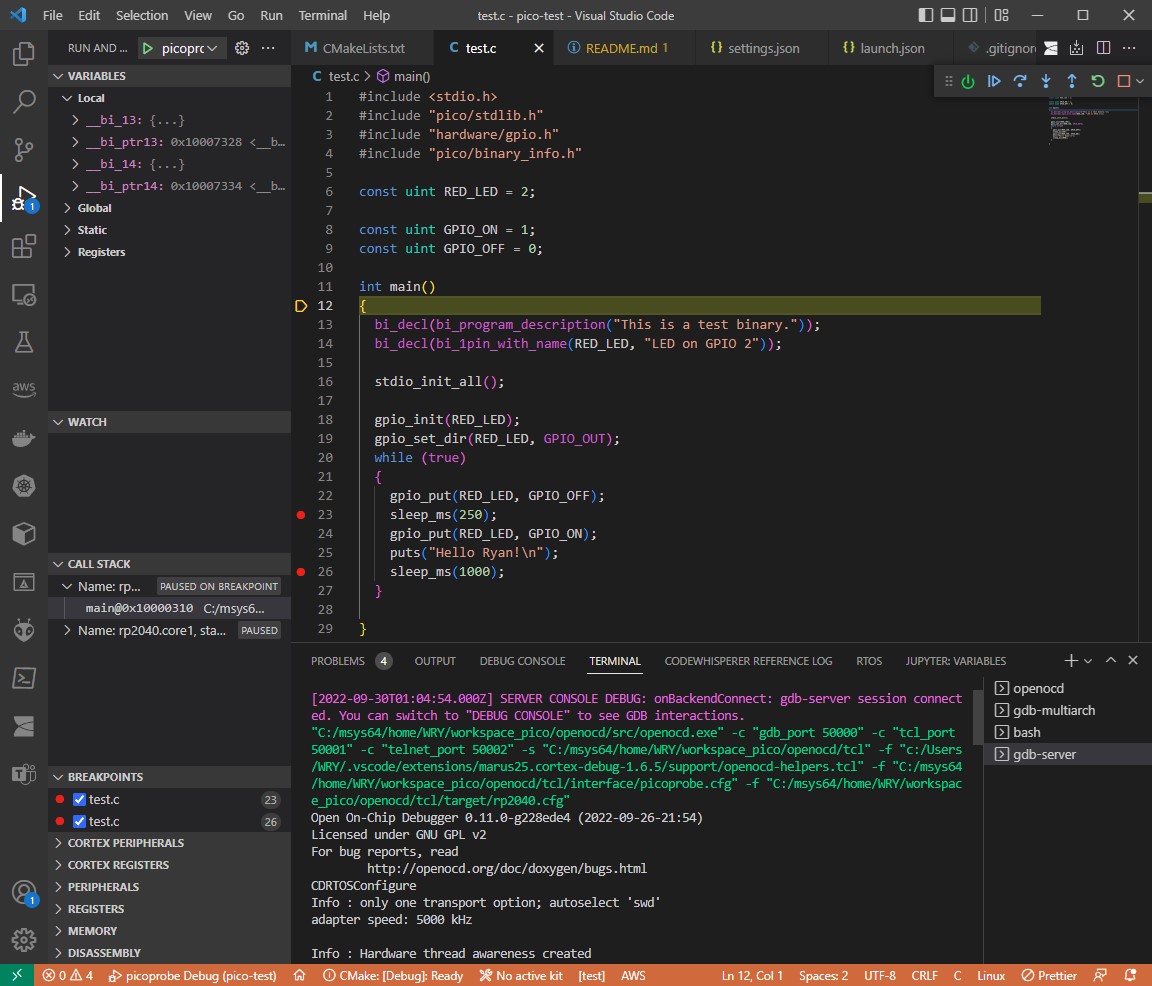 File Edit Selection View Go Run Terminal Help test.c - pico-test - Visual Studio Code
RUN AND ... picoprc
CMakeLists.txt test.c README.md 1 settings.json launch.json .gitignor
test.c > main()
VARIABLES
Local
__bi_13: {...}
__bi_ptr13: 0x10007328 <__b...
__bi_14: {...}
__bi_ptr14: 0x10007334 <__b...
Global
Static
Registers
WATCH
CALL STACK
Name: rp... PAUSED ON BREAKPOINT
main@0x10000310 C:/msys6...
Name: rp2040.core1, sta... PAUSED
BREAKPOINTS
test.c 23
test.c 26
CORTEX PERIPHERALS
CORTEX REGISTERS
PERIPHERALS
REGISTERS
MEMORY
DISASSEMBLY
aws
1
1
1 #include <stdio.h>
2 #include "pico/stdlib.h"
3 #include "hardware/gpio.h"
4 #include "pico/binary_info.h"
5
6 const uint RED_LED = 2;
7
8 const uint GPIO_ON = 1;
9 const uint GPIO_OFF = 0;
10
11 int main()
12 {
13 bi_decl(bi_program_description("This is a test binary."));
14 bi_decl(bi_1pin_with_name(RED_LED, "LED on GPIO 2"));
15
16 stdio_init_all();
17
18 gpio_init(RED_LED);
19 gpio_set_dir(RED_LED, GPIO_OUT);
20 while (true)
21 {
22 gpio_put(RED_LED, GPIO_OFF);
23 sleep_ms(250);
24 gpio_put(RED_LED, GPIO_ON);
25 puts("Hello Ryan!\n");
26 sleep_ms(1000);
27 }
28
29 }
PROBLEMS 4 OUTPUT DEBUG CONSOLE TERMINAL CODEWHISPERER REFERENCE LOG RTOS JUPYTER: VARIABLES
[2022-09-30T01:04:54.000Z] SERVER CONSOLE DEBUG: onBackendConnect: gdb-server session connect
ed. You can switch to "DEBUG CONSOLE" to see GDB interactions.
"C:/msys64/home/WRY/workspace_pico/openocd/src/openocd.exe" -c "gdb_port 50000" -c "tcl_port
50001" -c "telnet_port 50002" -s "C:/msys64/home/WRY/workspace_pico/openocd/tcl" -f "c:/Users
/WRY/.vscode/extensions/marus25.cortex-debug-1.6.5/support/openocd-helpers.tcl" -f "C:/msys64
/home/WRY/workspace_pico/openocd/tcl/interface/picoprobe.cfg" -f "C:/msys64/home/WRY/workspac
e_pico/openocd/tcl/target/rp2040.cfg"
Open On-Chip Debugger 0.11.0-g228ede4 (2022-09-26-21:54)
Licensed under GNU GPL v2
For bug reports, read
http://openocd.org/doc/doxygen/bugs.html
CDRTOSConfigure
Info : only one transport option; autoselect 'swd'
adapter speed: 5000 kHz
Info : Hardware thread awareness created
openocd
gdb-multiarch
bash
gdb-server
0 4 picoprobe Debug (pico-test) CMake: [Debug]: Ready No active kit [test] AWS Ln 12, Col 1 Spaces: 2 UTF-8 CRLF C Linux Prettier